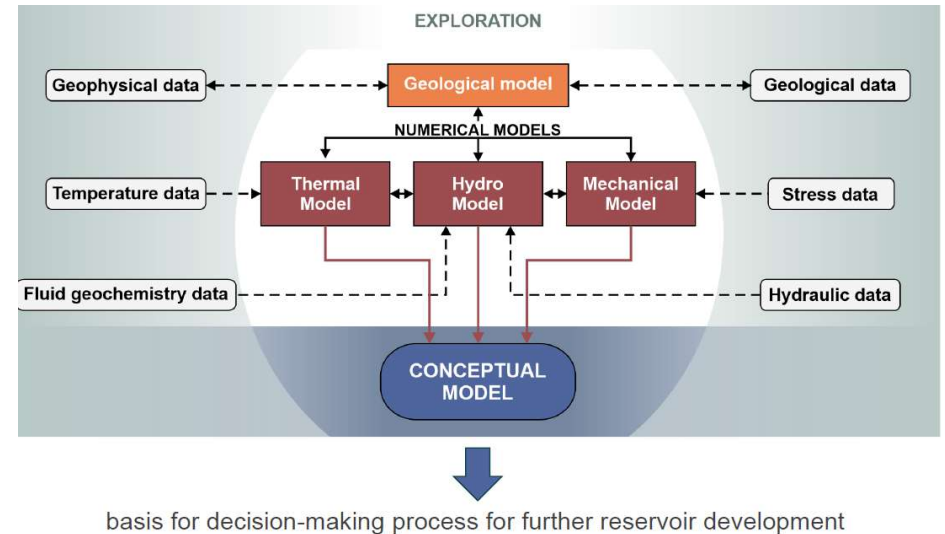 EXPLORATION
Geophysical data
Geological model
Geological data
NUMERICAL MODELS
Temperature data
Thermal
Model
Hydro
Model
Mechanical
Model
Stress data
Fluid geochemistry data
Hydraulic data
CONCEPTUAL
MODEL
basis for decision-making process for further reservoir development